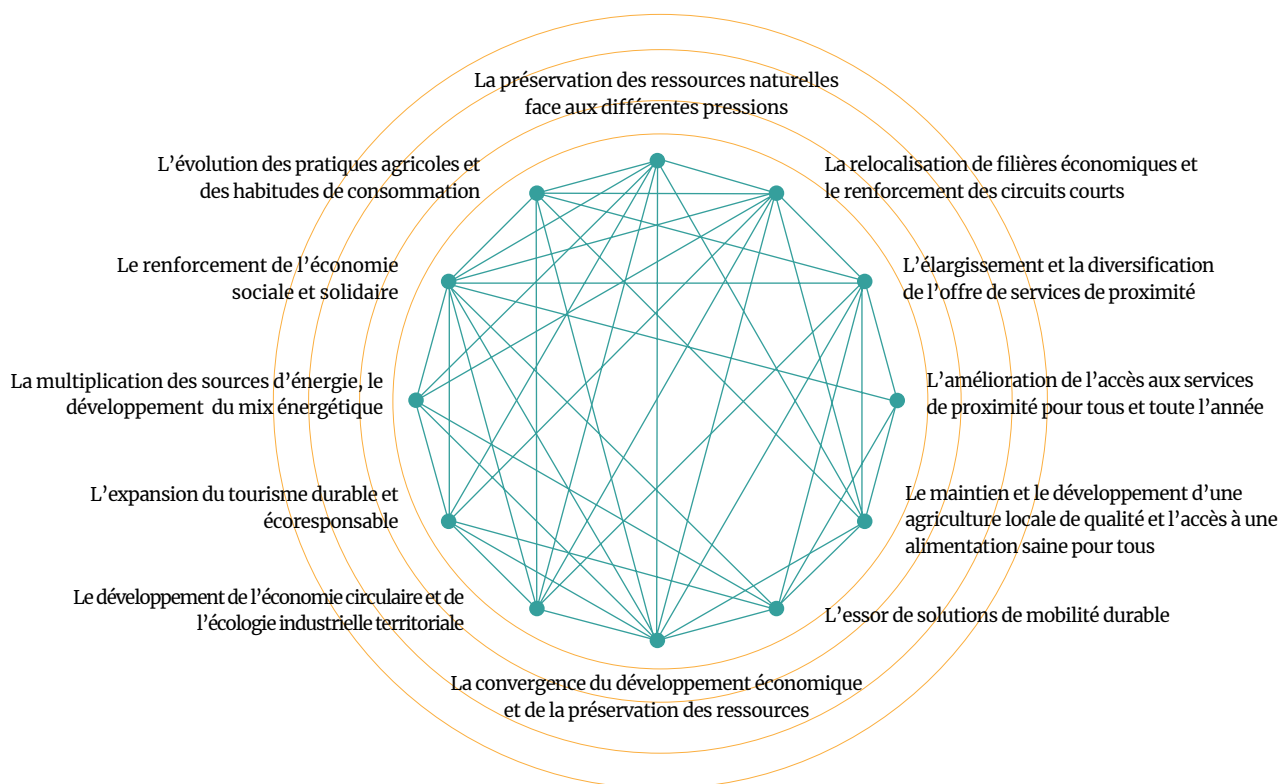 La préservation des ressources naturelles
face aux différentes pressions
L'évolution des pratiques agricoles et
des habitudes de consommation
La relocalisation de filières économiques et
le renforcement des circuits courts
Le renforcement de l'économie
sociale et solidaire
L'élargissement et la diversification
de l'offre de services de proximité
La multiplication des sources d'énergie, le
développement du mix énergétique
L'amélioration de l'accès aux services
de proximité pour tous et toute l'année
L'expansion du tourisme durable et
écoresponsable
Le maintien et le développement d'une
agriculture locale de qualité et l'accès à une
alimentation saine pour tous
Le développement de l'économie circulaire et de
l'écologie industrielle territoriale
L'essor de solutions de mobilité durable
La convergence du développement économique
et de la préservation des ressources